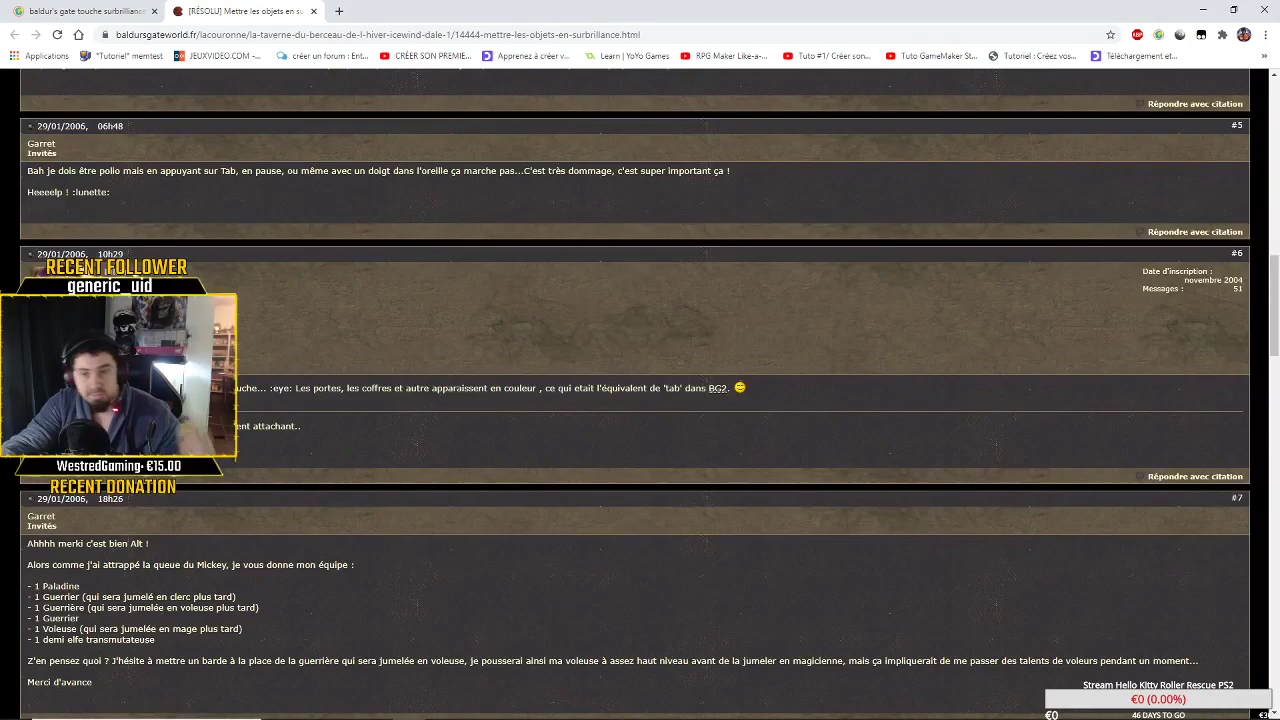 baldur's gate touche subrilliance
[RÉSOLU] Mettre les objets en su
baldursgateworld.fr/lacouronne/la-taverne-du-berceau-de-l-hiver-icewind-dale-1/14444-mettre-les-objets-en-surbrillance.html
Applications
"Tutoriel" memtest
JEUXVIDEO.COM -...
créer un forum : Ent...
CRÉER SON PREMIE...
Apprenez à créer v...
Learn | YoYo Games
RPG Maker Like-a-...
Tuto #1/ Créer son...
Tuto GameMaker St...
Tutoriel : Créez vos...
Téléchargement et...
Répondre avec citation
29/01/2006, 06h48
#5
Garret
Invités
Bah je dois être polio mais en appuyant sur Tab, en pause, ou même avec un doigt dans l'oreille ça marche pas...C'est très dommage, c'est super important ça !
Heeeelp ! :lunette:
Répondre avec citation
29/01/2006, 10h29
#6
RECENT FOLLOWER
generic_uid
Date d'inscription :
novembre 2004
Messages :
51
uche... :eye: Les portes, les coffres et autre apparaissent en couleur , ce qui etait l'équivalent de 'tab' dans BG2.
ent attachant..
WestredGaming• €15.00
RECENT DONATION
Répondre avec citation
29/01/2006, 18h26
#7
Garret
Invités
Ahhhh merki c'est bien Alt !
Alors comme j'ai attrappé la queue du Mickey, je vous donne mon équipe :
- 1 Paladine
- 1 Guerrier (qui sera jumelé en clerc plus tard)
- 1 Guerrière (qui sera jumelée en voleuse plus tard)
- 1 Guerrier
- 1 Voleuse (qui sera jumelée en mage plus tard)
- 1 demi elfe transmutateuse
Z'en pensez quoi ? J'hésite à mettre un barde à la place de la guerrière qui sera jumelée en voleuse, je pousserai ainsi ma voleuse à assez haut niveau avant de la jumeler en magicienne, mais ça impliquerait de me passer des talents de voleurs pendant un moment...
Merci d'avance
Stream Hello Kitty Roller Rescue PS2
€0 (0.00%)
€0
46 DAYS TO GO